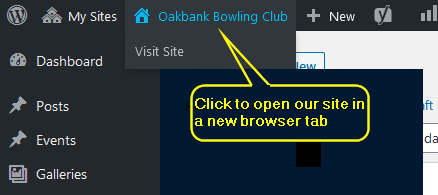 My Sites
Oakbank Bowling Club
New
Visit Site
Dashboard
New
Click to open our site in
a new browser tab
Posts
Events
Galleries